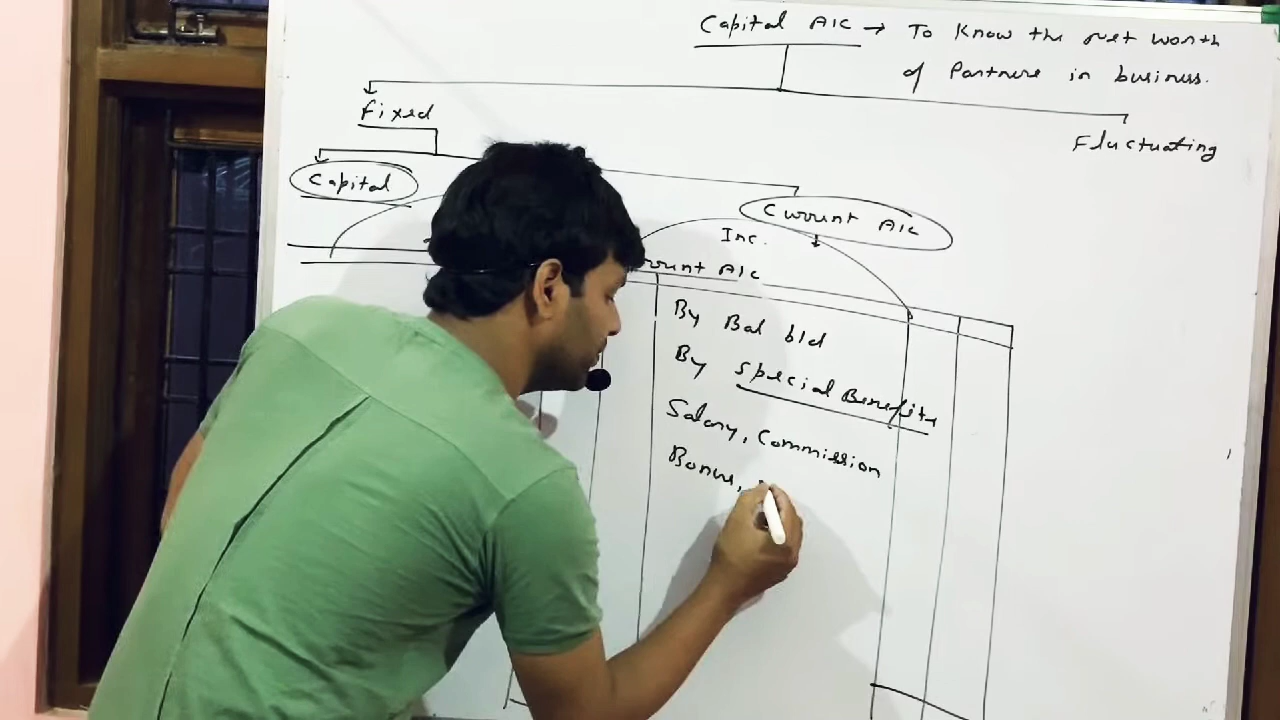 Capital A/C → To Know the net worth
of Partners in business.
Fixed
Fluctuating
Capital
Current A/C
Inc.
A/C
By Bal b/d
By Special Benefits
Salary, Commission
Bonus,